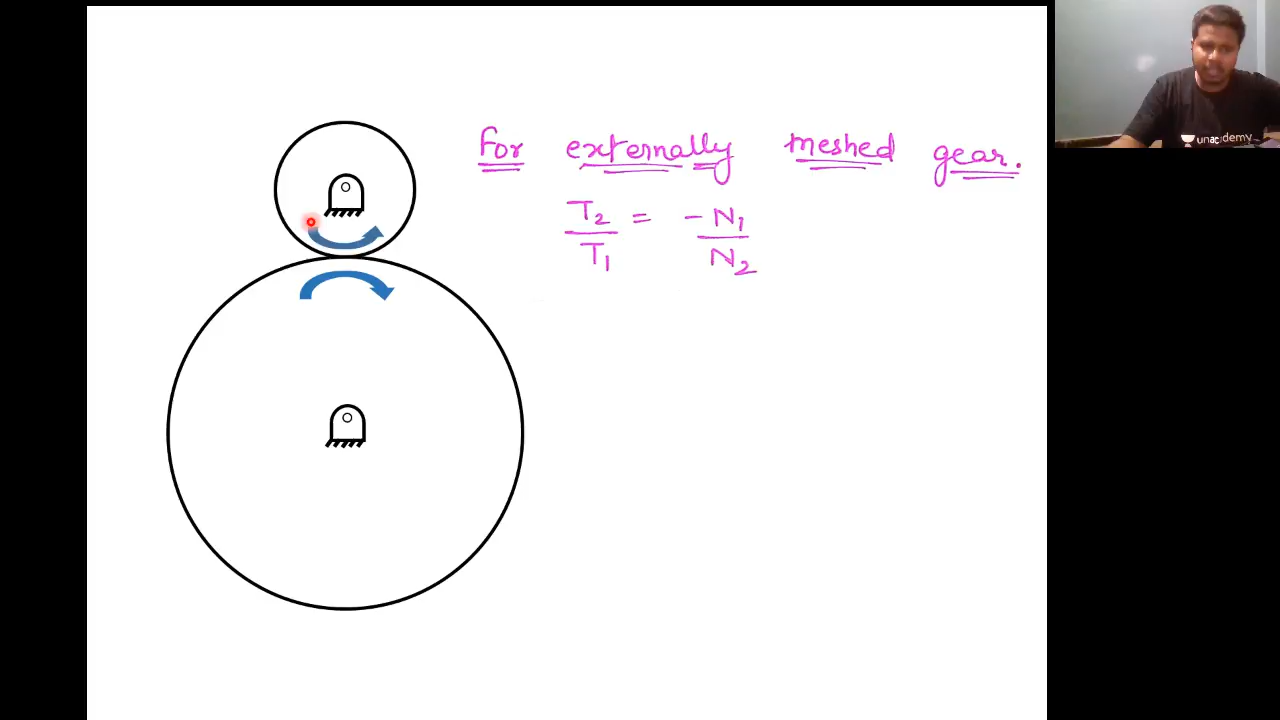 For externally meshed gear.
T2/T1 = -N1/N2
unacademy